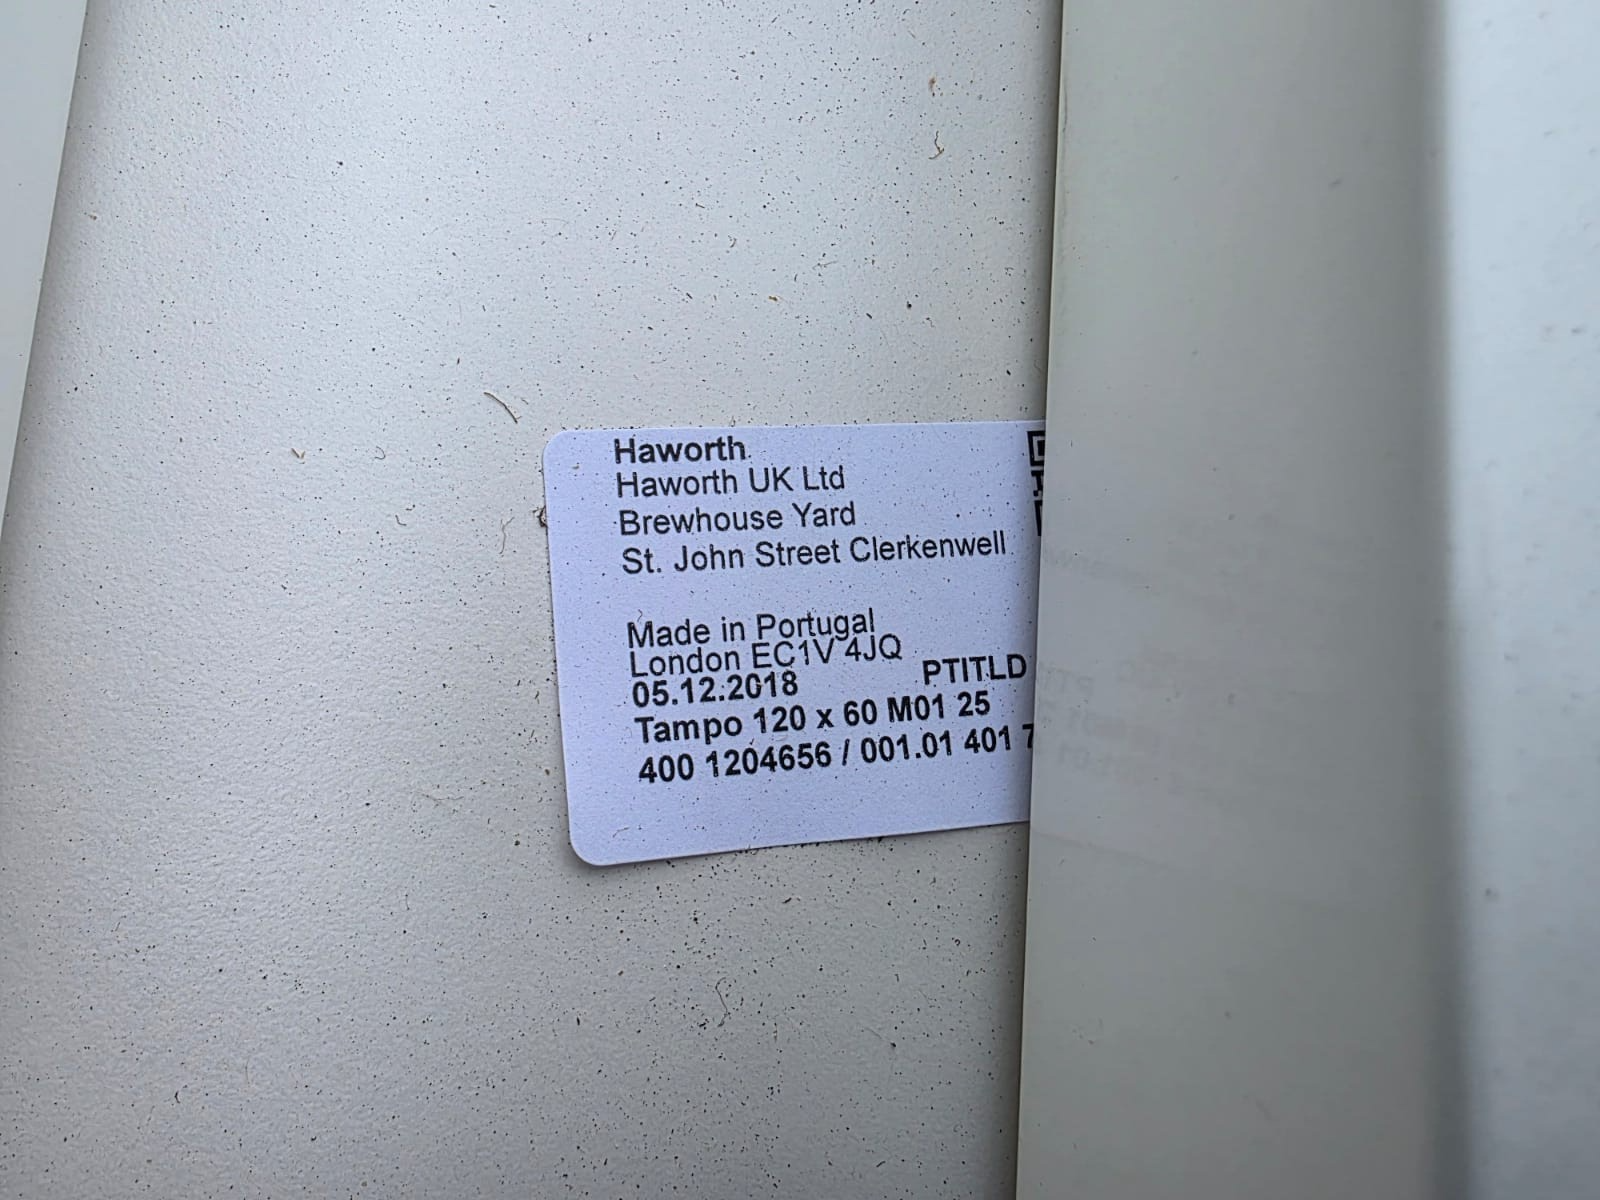 Haworth
Haworth UK Ltd
Brewhouse Yard
St. John Street Clerkenwell
Made in Portugal
London EC1V 4JQ
05.12.2018 PTITLD
Tampo 120 x 60 M01 25
400 1204656 / 001.01 401 7